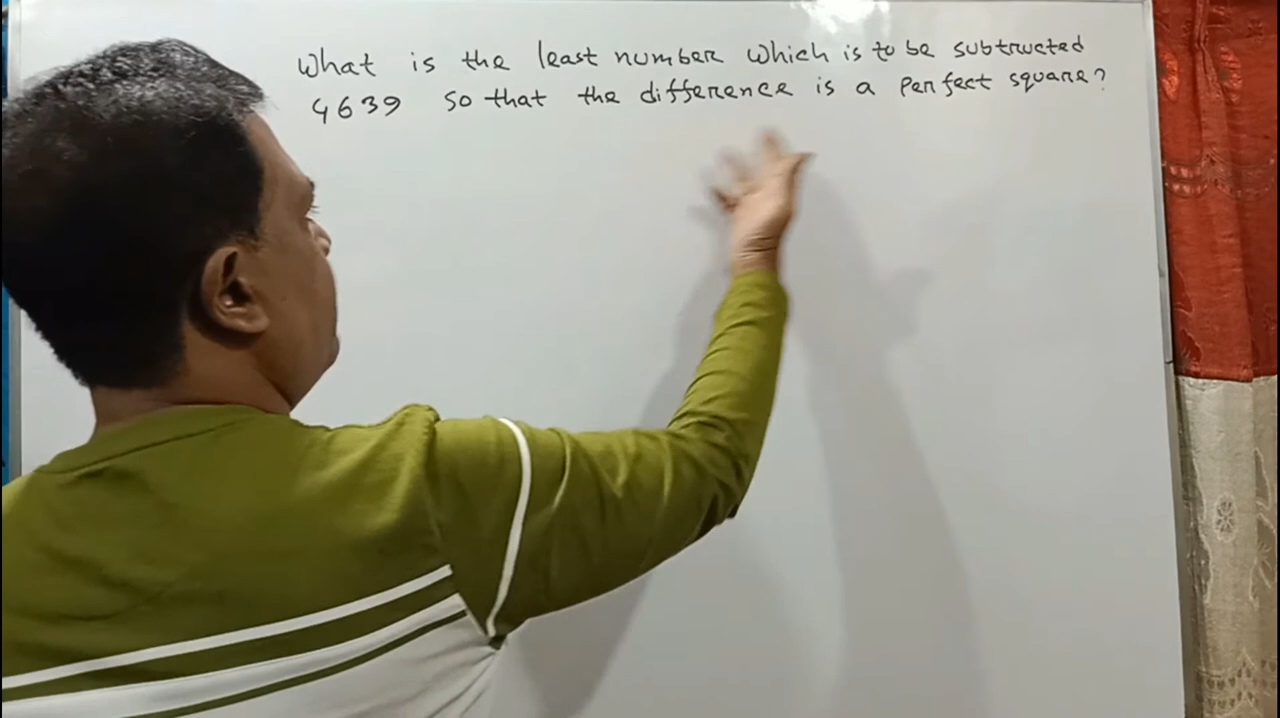 What is the least number which is to be subtructed
4639 so that the difference is a perfect square?